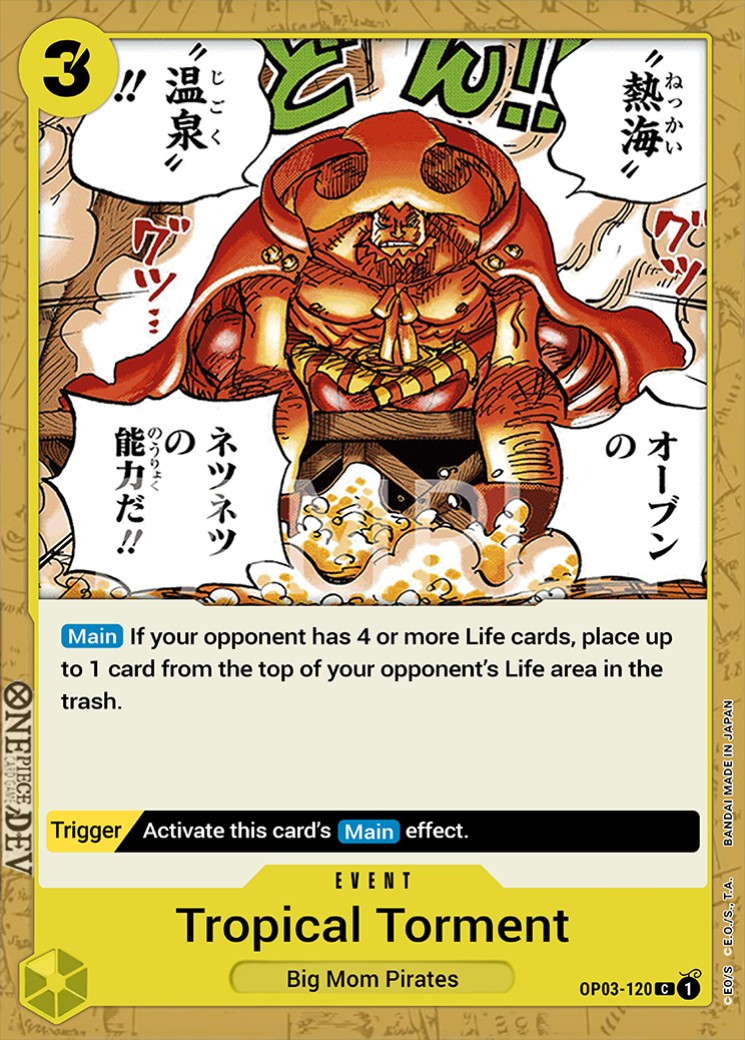 3
どん!!
"熱海"
ねっかい
"温泉"
じごく
!!
グツ
グツ…
オーブン
の
ネツネツ
の
能力だ!!
のうりょく
Main If your opponent has 4 or more Life cards, place up
to 1 card from the top of your opponent's Life area in the
trash.
Trigger Activate this card's Main effect.
EVENT
Tropical Torment
Big Mom Pirates
OP03-120 C 1
ONE PIECE CARD GAME DEV
©EO/S ©E.O./S., T.A. BANDAI MADE IN JAPAN